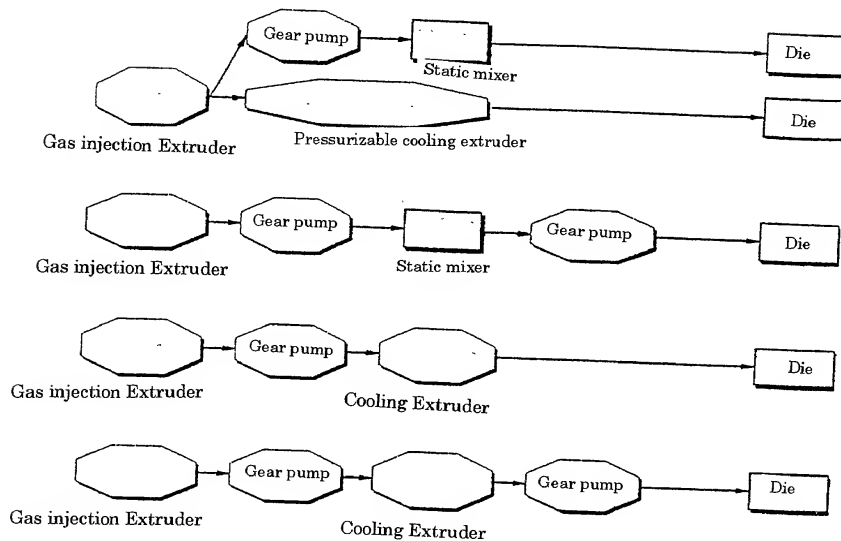 Gear pump
Die
Static mixer
Die
Gas injection Extruder
Pressurizable cooling extruder
Gear pump
Gear pump
Die
Gas injection Extruder
Static mixer
Gear pump
Die
Gas injection Extruder
Cooling Extruder
Gear pump
Gear pump
Die
Gas injection Extruder
Cooling Extruder